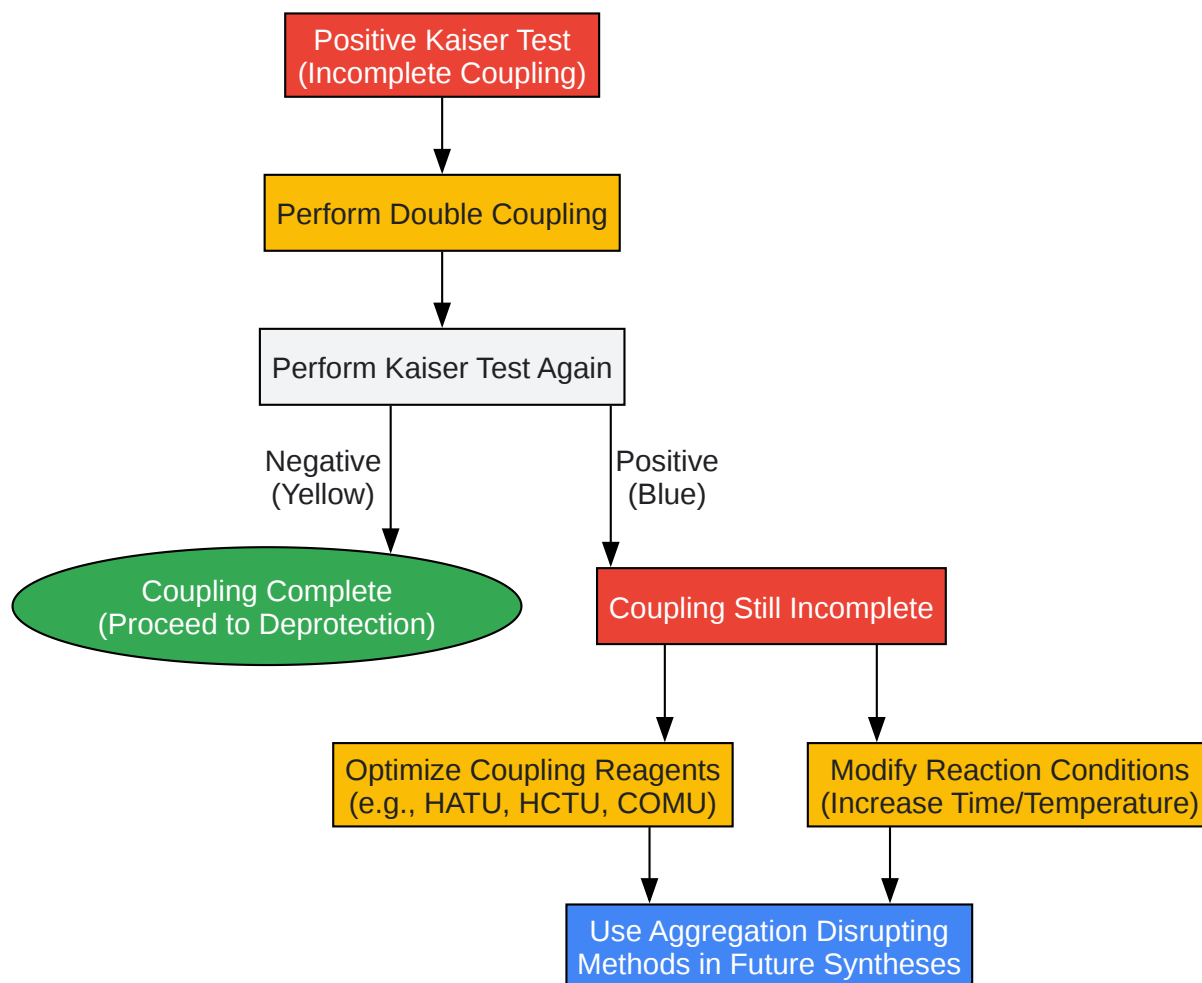 Positive Kaiser Test
(Incomplete Coupling)
Perform Double Coupling
Perform Kaiser Test Again
Negative
(Yellow)
Positive
(Blue)
Coupling Complete
(Proceed to Deprotection)
Coupling Still Incomplete
Optimize Coupling Reagents
(e.g., HATU, HCTU, COMU)
Modify Reaction Conditions
(Increase Time/Temperature)
Use Aggregation Disrupting
Methods in Future Syntheses